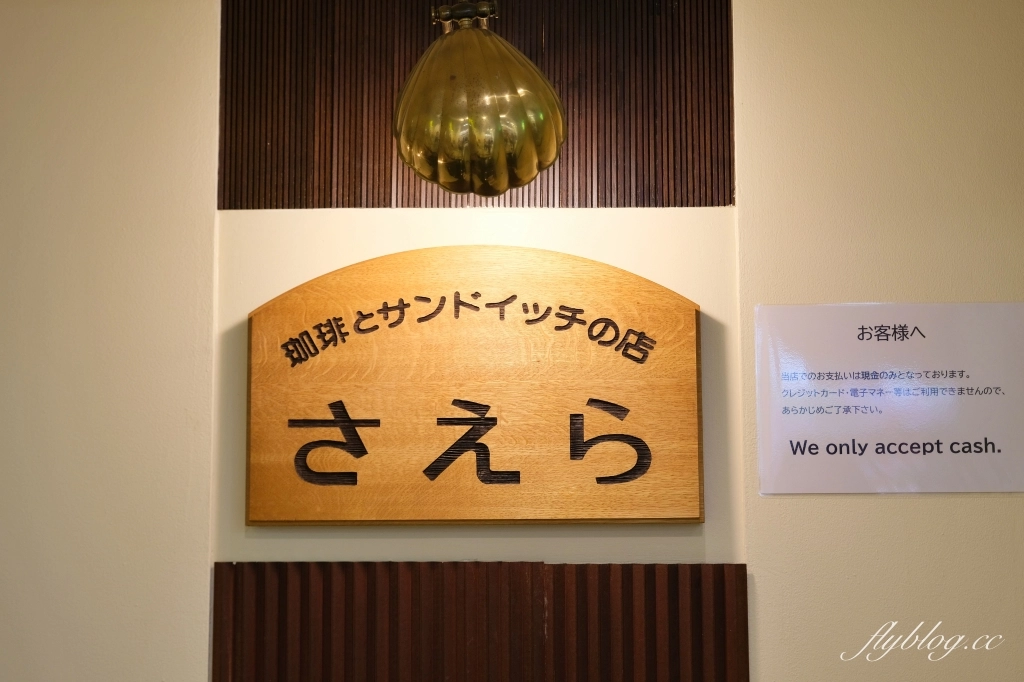 珈琲とサンドイッチの店
さえら
お客様へ
当店でのお支払いは現金のみとなっております。
クレジットカード・電子マネー等はご利用できませんので、
あらかじめご了承下さい。
We only accept cash.
flyblog.cc